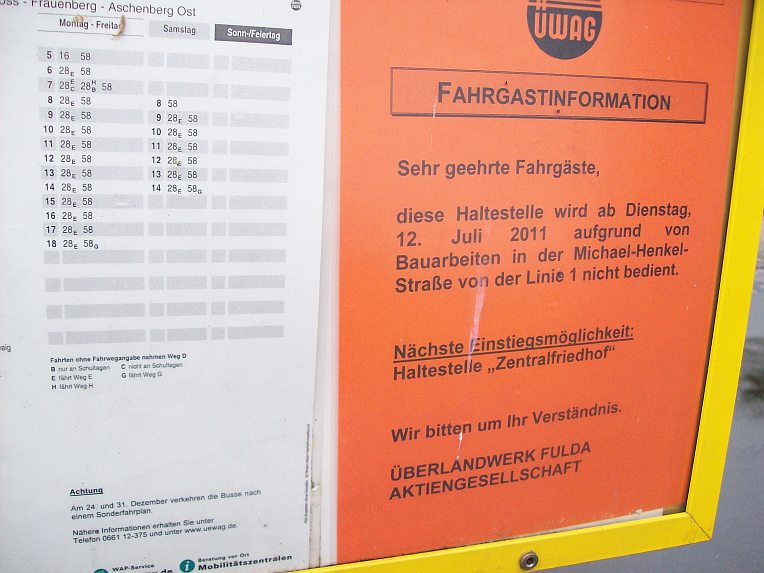 - Frauenberg - Aschenberg Ost
Montag - Freitag Samstag Sonn-/Feiertag
5 16 58
6 28E 58
7 28E C 28H B 58
8 28E 58 8 58
9 28E 58 9 28E 58
10 28E 58 10 28E 58
11 28E 58 11 28E 58
12 28E 58 12 28E 58
13 28E 58 13 28E 58
14 28E 58 14 28E 58G
15 28E 58
16 28E 58
17 28E 58
18 28E 58G
Fahrten ohne Fahrwegangabe nehmen Weg D
B nur an Schultagen C nicht an Schultagen
E fährt Weg E G fährt Weg G
H fährt Weg H
Achtung
Am 24. und 31. Dezember verkehren die Busse nach
einem Sonderfahrplan.
Nähere Informationen erhalten Sie unter
Telefon 0661 12-375 und unter www.uewag.de.
WAP-Service
Beratung vor Ort
Mobilitätszentralen
ÜWAG
FAHRGASTINFORMATION
Sehr geehrte Fahrgäste,
diese Haltestelle wird ab Dienstag,
12. Juli 2011 aufgrund von
Bauarbeiten in der Michael-Henkel-
Straße von der Linie 1 nicht bedient.
Nächste Einstiegsmöglichkeit:
Haltestelle „Zentralfriedhof"
Wir bitten um Ihr Verständnis.
ÜBERLANDWERK FULDA
AKTIENGESELLSCHAFT